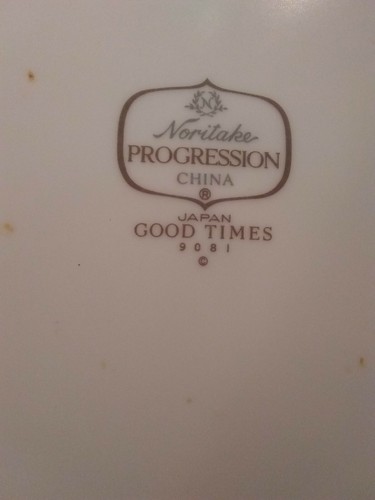 N
Noritake
PROGRESSION
CHINA
®
JAPAN
GOOD TIMES
9081
©